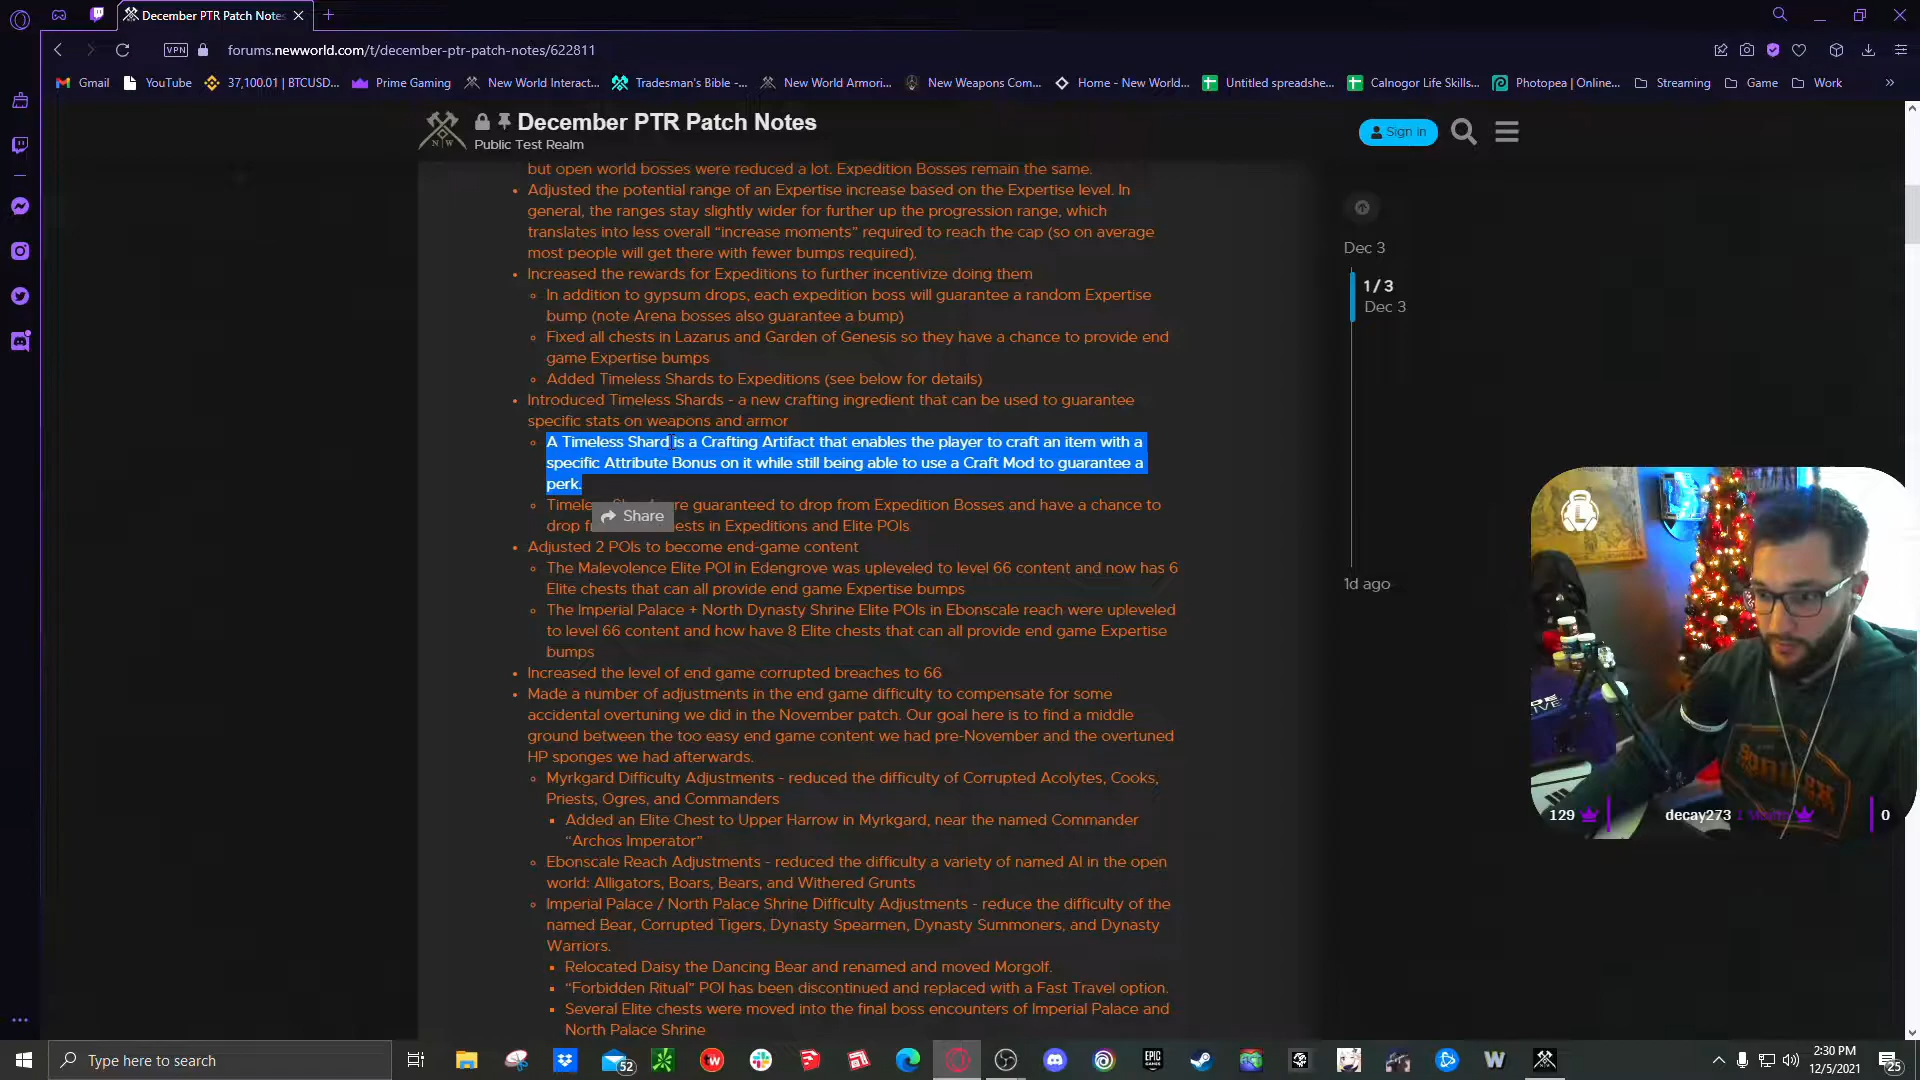 December PTR Patch Notes
VPN
forums.newworld.com/t/december-ptr-patch-notes/622811
Gmail
YouTube
37,100.01 | BTCUSD...
Prime Gaming
New World Interact...
Tradesman's Bible -...
New World Armori...
New Weapons Com...
Home - New World...
Untitled spreadshe...
Calnogor Life Skills...
Photopea | Online...
Streaming
Game
Work
December PTR Patch Notes
Public Test Realm
Sign In
but open world bosses were reduced a lot. Expedition Bosses remain the same.
Adjusted the potential range of an Expertise increase based on the Expertise level. In
general, the ranges stay slightly wider for further up the progression range, which
translates into less overall “increase moments” required to reach the cap (so on average
most people will get there with fewer bumps required).
Increased the rewards for Expeditions to further incentivize doing them
In addition to gypsum drops, each expedition boss will guarantee a random Expertise
bump (note Arena bosses also guarantee a bump)
Fixed all chests in Lazarus and Garden of Genesis so they have a chance to provide end
game Expertise bumps
Added Timeless Shards to Expeditions (see below for details)
Introduced Timeless Shards - a new crafting ingredient that can be used to guarantee
specific stats on weapons and armor
A Timeless Shard is a Crafting Artifact that enables the player to craft an item with a
specific Attribute Bonus on it while still being able to use a Craft Mod to guarantee a
perk.
guaranteed to drop from Expedition Bosses and have a chance to
Share
drop in Expeditions and Elite POIs
Adjusted 2 POIs to become end-game content
The Malevolence Elite POI in Edengrove was upleveled to level 66 content and now has 6
Elite chests that can all provide end game Expertise bumps
The Imperial Palace + North Dynasty Shrine Elite POIs in Ebonscale reach were upleveled
to level 66 content and how have 8 Elite chests that can all provide end game Expertise
bumps
Increased the level of end game corrupted breaches to 66
Made a number of adjustments in the end game difficulty to compensate for some
accidental overtuning we did in the November patch. Our goal here is to find a middle
ground between the too easy end game content we had pre-November and the overtuned
HP sponges we had afterwards.
Myrkgard Difficulty Adjustments - reduced the difficulty of Corrupted Acolytes, Cooks,
Priests, Ogres, and Commanders
Added an Elite Chest to Upper Harrow in Myrkgard, near the named Commander
“Archos Imperator”
Ebonscale Reach Adjustments - reduced the difficulty a variety of named AI in the open
world: Alligators, Boars, Bears, and Withered Grunts
Imperial Palace / North Palace Shrine Difficulty Adjustments - reduce the difficulty of the
named Bear, Corrupted Tigers, Dynasty Spearmen, Dynasty Summoners, and Dynasty
Warriors.
Relocated Daisy the Dancing Bear and renamed and moved Morgolf.
“Forbidden Ritual” POI has been discontinued and replaced with a Fast Travel option.
Several Elite chests were moved into the final boss encounters of Imperial Palace and
North Palace Shrine
Dec 3
1 / 3
Dec 3
1d ago
129
decay273
0
Type here to search
52
2:30 PM
12/5/2021
25